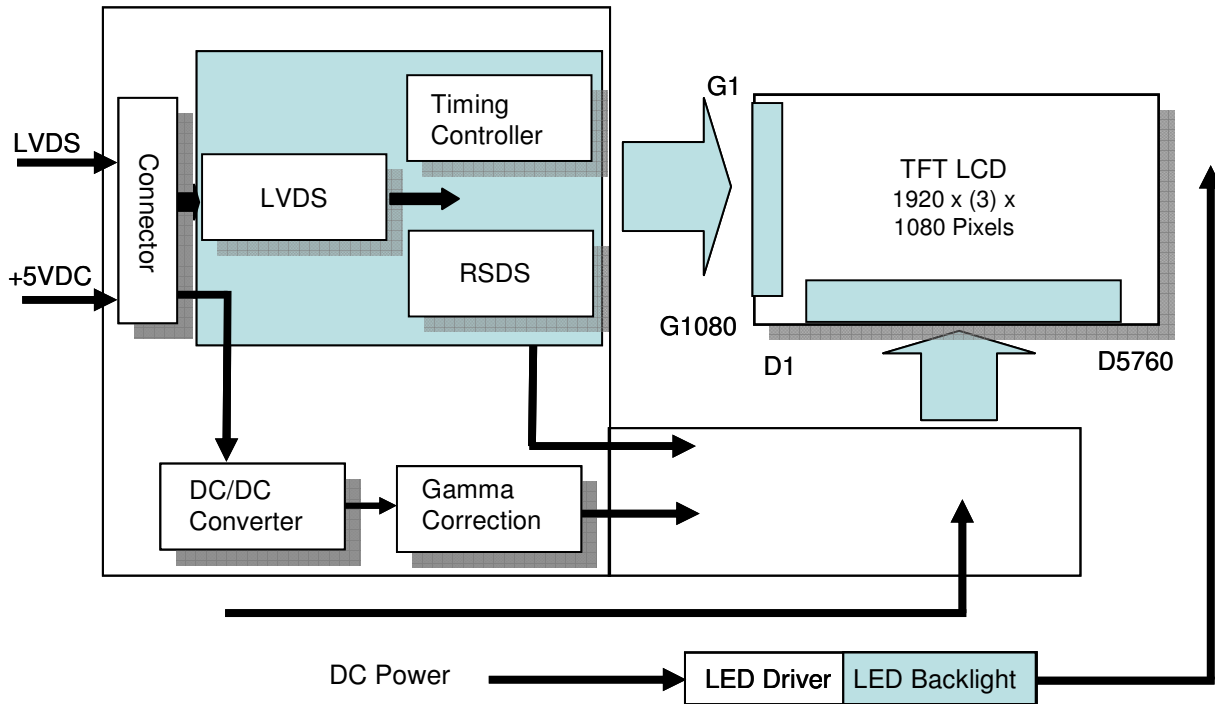 LVDS
+5VDC
Connector
LVDS
Timing
Controller
RSDS
DC/DC
Converter
Gamma
Correction
G1
G1080
TFT LCD
1920 x (3) x
1080 Pixels
D1
D5760
DC Power
LED Driver
LED Backlight